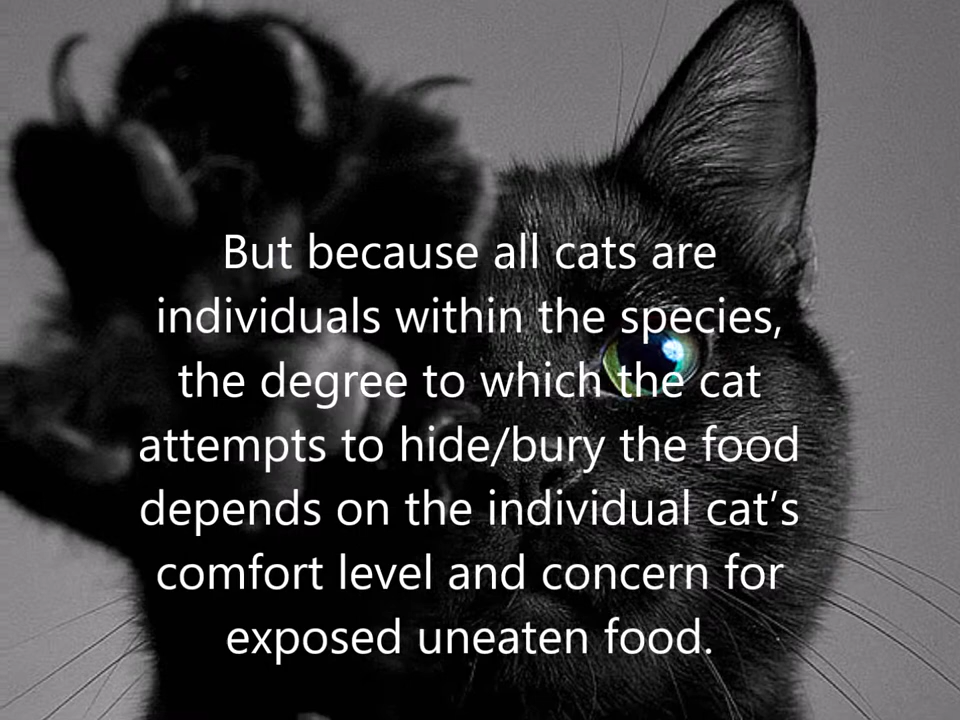 But because all cats are
individuals within the species,
the degree to which the cat
attempts to hide/bury the food
depends on the individual cat’s
comfort level and concern for
exposed uneaten food.